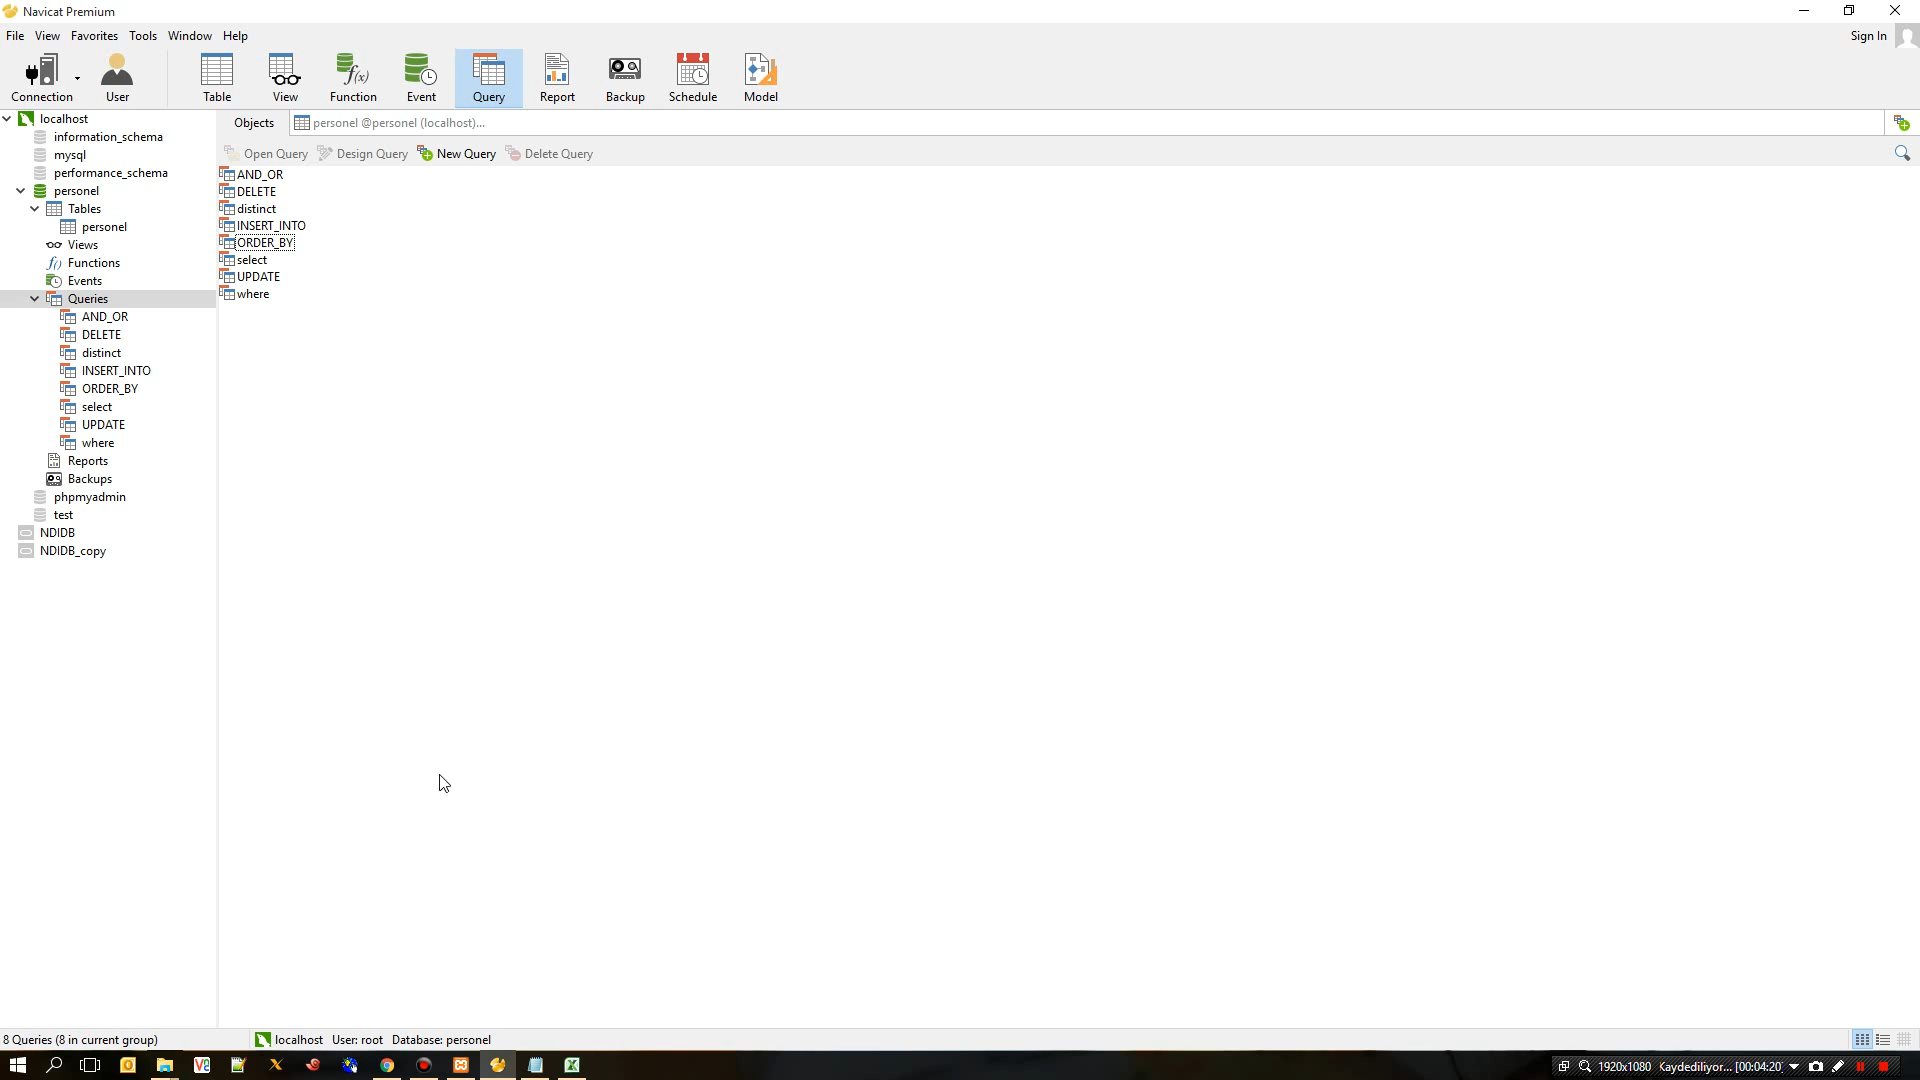 Navicat Premium
File View Favorites Tools Window Help
Sign In
Connection User Table View Function Event Query Report Backup Schedule Model
localhost
information_schema
mysql
performance_schema
personel
Tables
personel
Views
Functions
Events
Queries
AND_OR
DELETE
distinct
INSERT_INTO
ORDER_BY
select
UPDATE
where
Reports
Backups
phpmyadmin
test
NDIDB
NDIDB_copy
Objects personel @personel (localhost)...
Open Query Design Query New Query Delete Query
AND_OR
DELETE
distinct
INSERT_INTO
ORDER_BY
select
UPDATE
where
8 Queries (8 in current group) localhost User: root Database: personel
1920x1080 Kaydediliyor... [00:04:20]